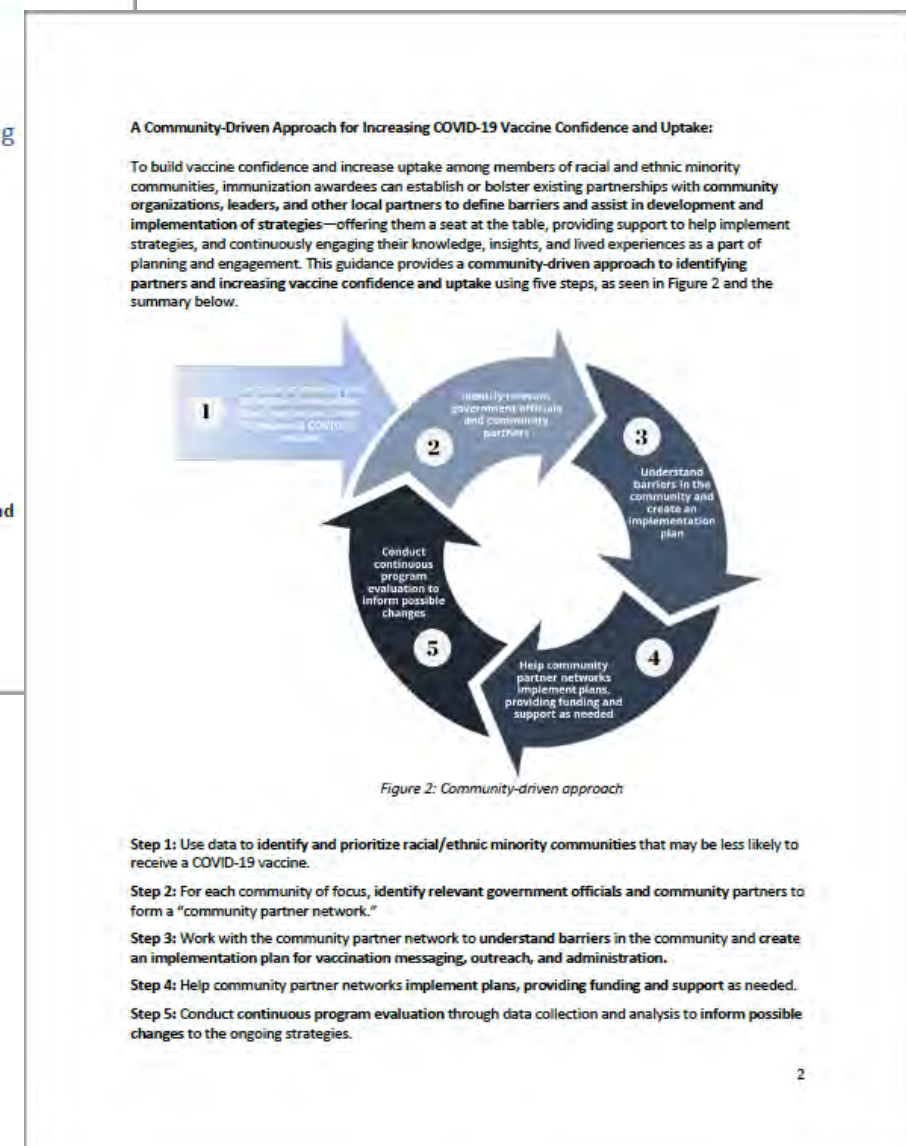 g
nd
A Community-Driven Approach for Increasing COVID-19 Vaccine Confidence and Uptake:
To build vaccine confidence and increase uptake among members of racial and ethnic minority
communities, immunization awardees can establish or bolster existing partnerships with community
organizations, leaders, and other local partners to define barriers and assist in development and
implementation of strategies—offering them a seat at the table, providing support to help implement
strategies, and continuously engaging their knowledge, insights, and lived experiences as a part of
planning and engagement. This guidance provides a community-driven approach to identifying
partners and increasing vaccine confidence and uptake using five steps, as seen in Figure 2 and the
summary below.
1
2
Identify relevant
government officials
and community
partners
3
Understand
barriers in the
community and
create an
implementation
plan
4
Help community
partner networks
implement plans,
providing funding and
support as needed
5
Conduct
continuous
program
evaluation to
inform possible
changes
Figure 2: Community-driven approach
Step 1: Use data to identify and prioritize racial/ethnic minority communities that may be less likely to
receive a COVID-19 vaccine.
Step 2: For each community of focus, identify relevant government officials and community partners to
form a “community partner network.”
Step 3: Work with the community partner network to understand barriers in the community and create
an implementation plan for vaccination messaging, outreach, and administration.
Step 4: Help community partner networks implement plans, providing funding and support as needed.
Step 5: Conduct continuous program evaluation through data collection and analysis to inform possible
changes to the ongoing strategies.
2